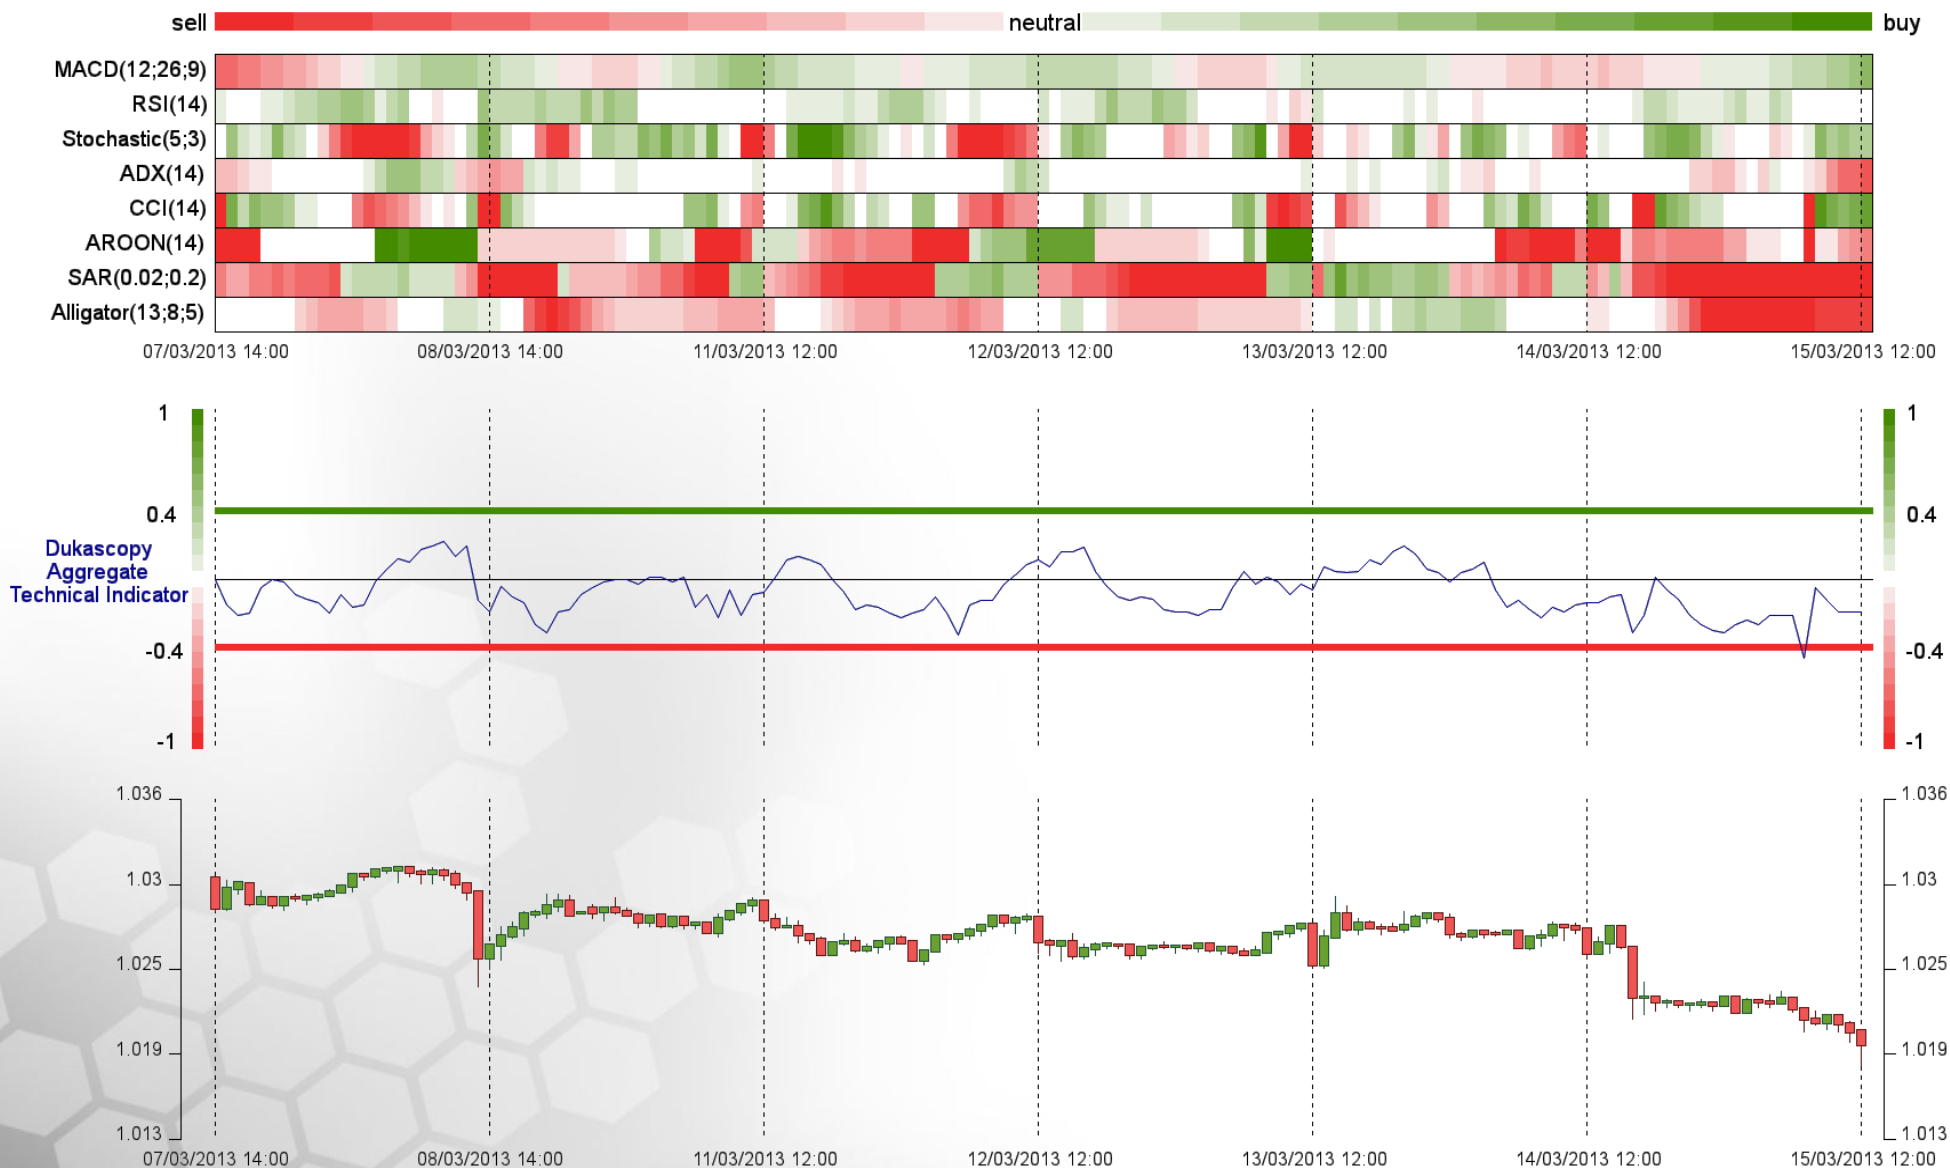 sell neutral buy
MACD(12;26;9)
RSI(14)
Stochastic(5;3)
ADX(14)
CCI(14)
AROON(14)
SAR(0.02;0.2)
Alligator(13;8;5)
07/03/2013 14:00 08/03/2013 14:00 11/03/2013 12:00 12/03/2013 12:00 13/03/2013 12:00 14/03/2013 12:00 15/03/2013 12:00
1 1
0.4 0.4
Dukascopy
Aggregate
Technical Indicator
-0.4 -0.4
-1 -1
1.036 1.036
1.03 1.03
1.025 1.025
1.019 1.019
1.013 1.013
07/03/2013 14:00 08/03/2013 14:00 11/03/2013 12:00 12/03/2013 12:00 13/03/2013 12:00 14/03/2013 12:00 15/03/2013 12:00